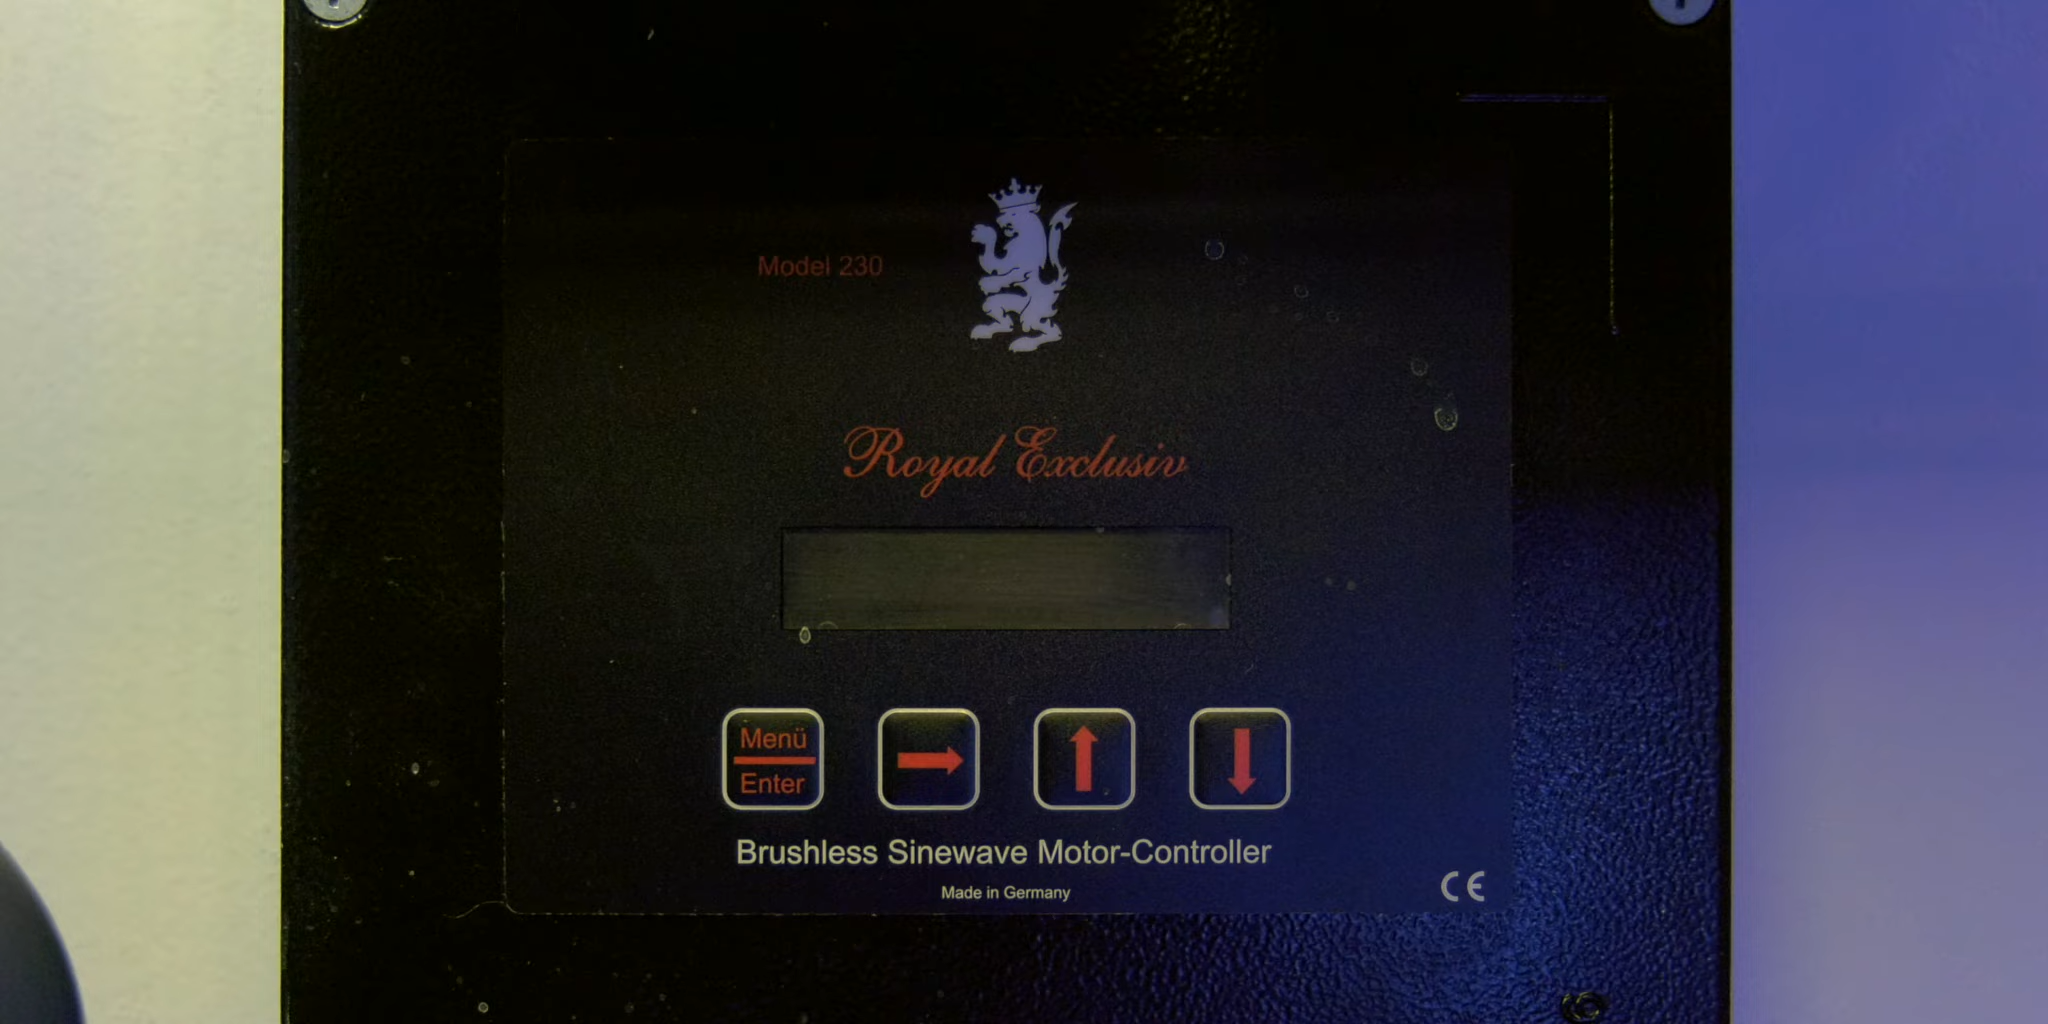 Model 230
Royal Exclusiv
Menü
Enter
Brushless Sinewave Motor-Controller
Made in Germany
CE